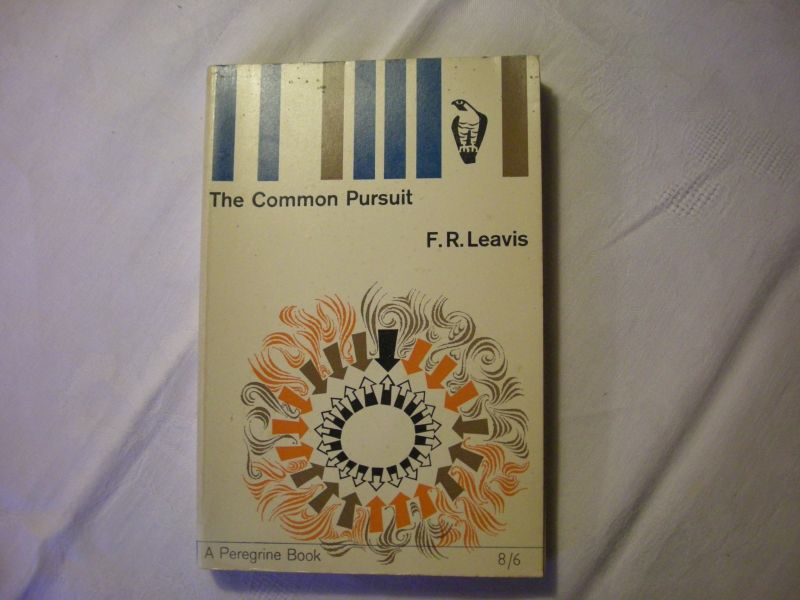 The Common Pursuit
F.R. Leavis
A Peregrine Book 8/6